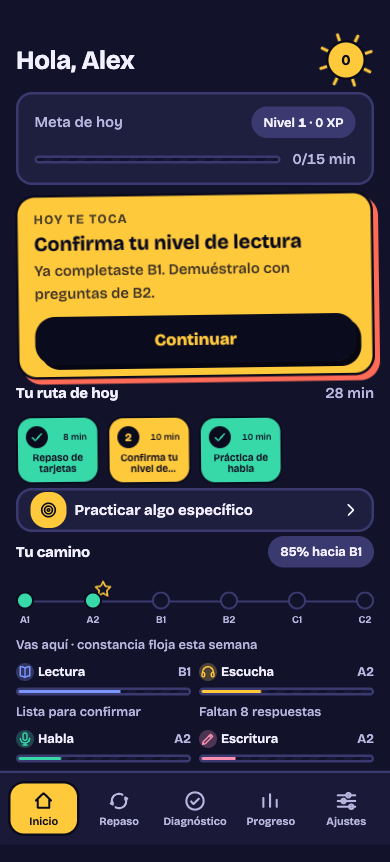 Hola, Alex
0
Meta de hoy
Nivel 1 · 0 XP
0/15 min
HOY TE TOCA
Confirma tu nivel de lectura
Ya completaste B1. Demuéstralo con
preguntas de B2.
Continuar
Tu ruta de hoy
28 min
8 min
Repaso de
tarjetas
2
10 min
Confirma tu
nivel de...
10 min
Práctica de
habla
Practicar algo específico
Tu camino
85% hacia B1
A1
A2
B1
B2
C1
C2
Vas aquí · constancia floja esta semana
Lectura
B1
Escucha
A2
Lista para confirmar
Faltan 8 respuestas
Habla
A2
Escritura
A2
Inicio
Repaso
Diagnóstico
Progreso
Ajustes